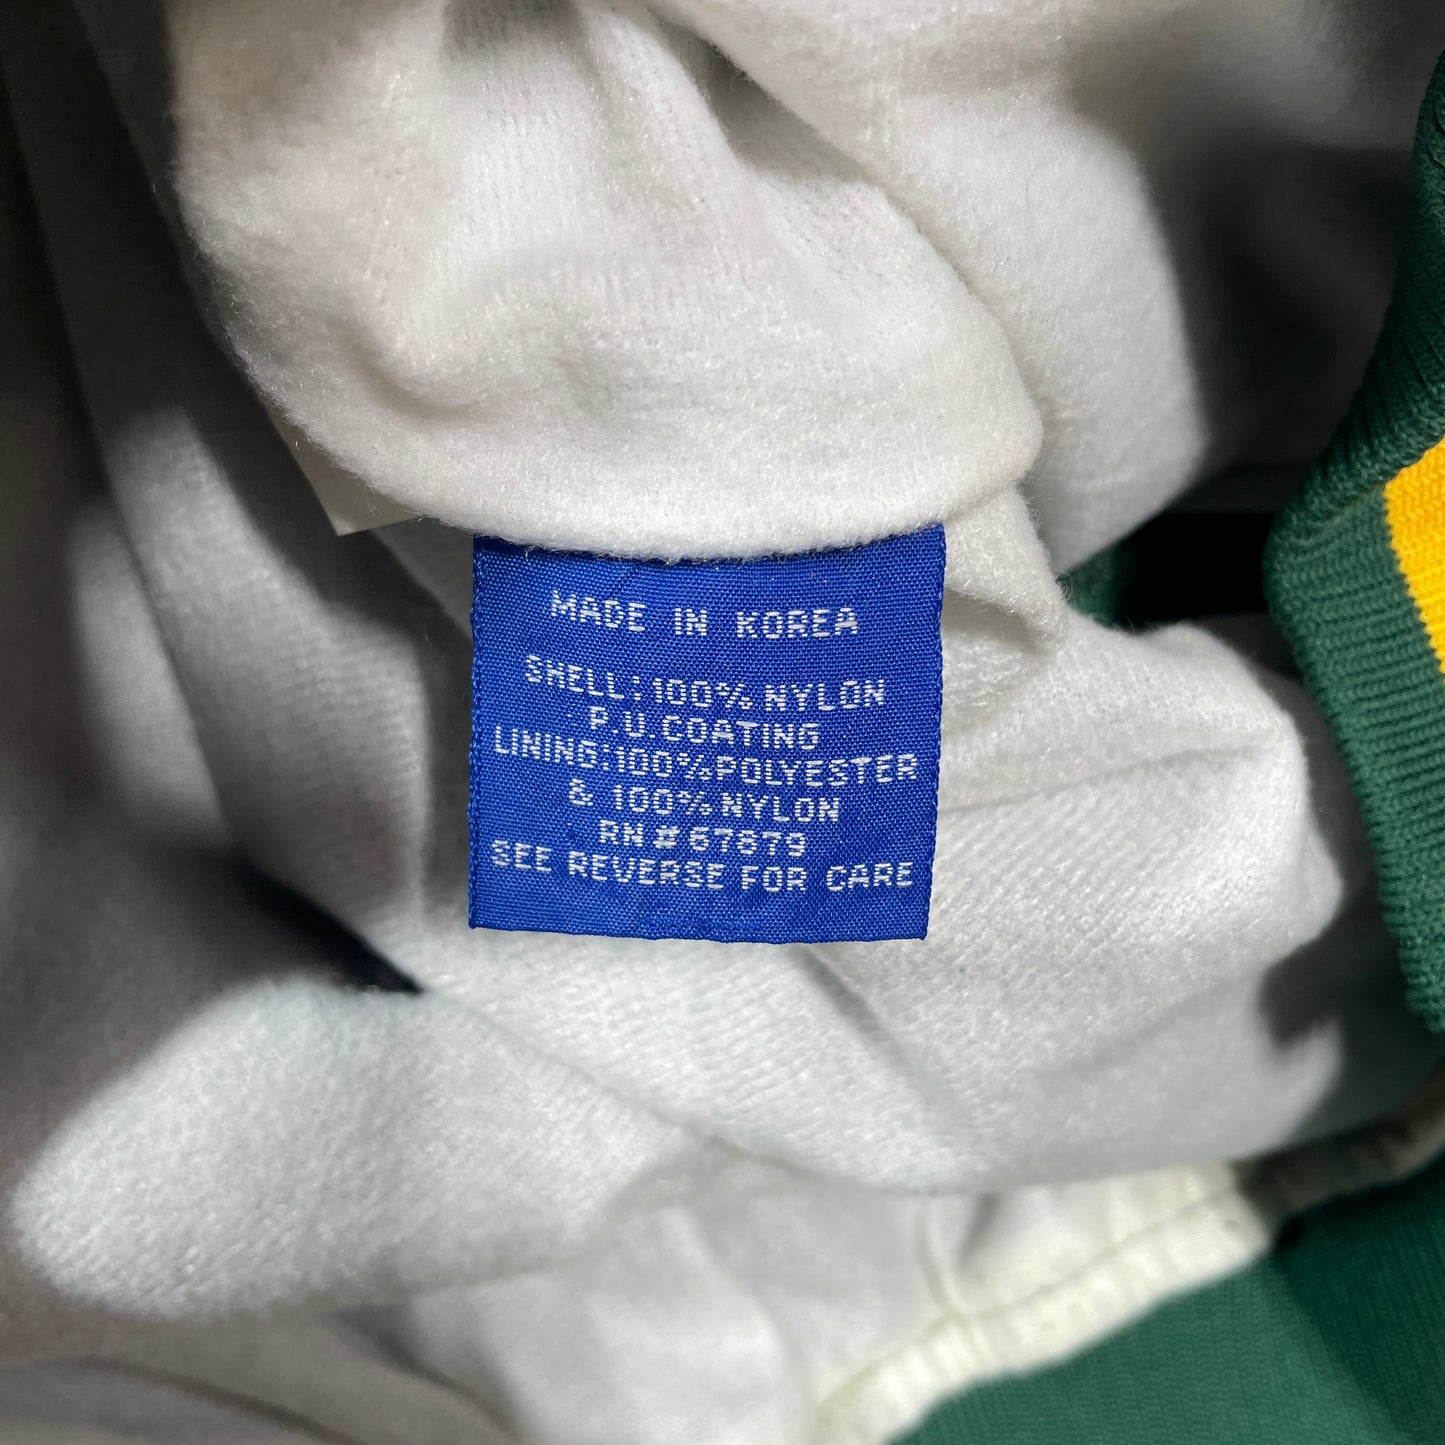 MADE IN KOREA
SHELL:100% NYLON
P.U.COATING
LINING:100%POLYESTER
& 100% NYLON
RN # 67879
SEE REVERSE FOR CARE